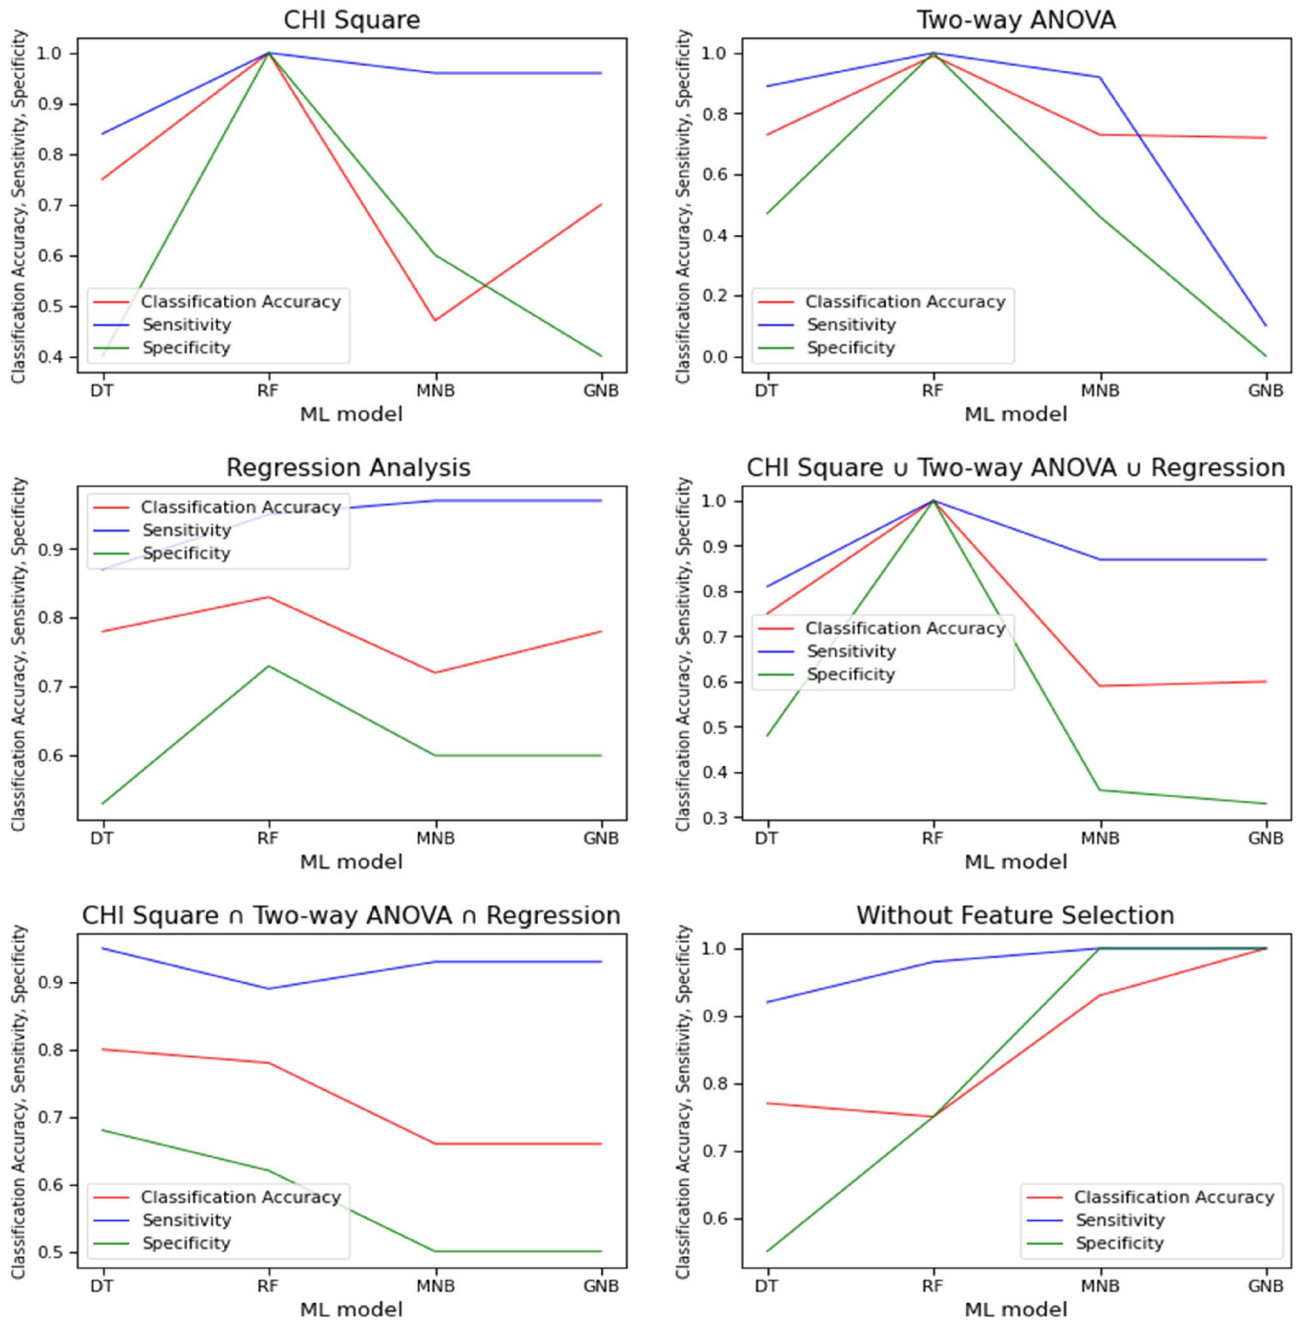 CHI Square
Classification Accuracy, Sensitivity, Specificity
1.0
0.9
0.8
0.7
0.6
0.5
0.4
Classification Accuracy
Sensitivity
Specificity
DT RF MNB GNB
ML model
Two-way ANOVA
Classification Accuracy, Sensitivity, Specificity
1.0
0.8
0.6
0.4
0.2
0.0
Classification Accuracy
Sensitivity
Specificity
DT RF MNB GNB
ML model
Regression Analysis
Classification Accuracy, Sensitivity, Specificity
0.9
0.8
0.7
0.6
Classification Accuracy
Sensitivity
Specificity
DT RF MNB GNB
ML model
CHI Square ∪ Two-way ANOVA ∪ Regression
Classification Accuracy, Sensitivity, Specificity
1.0
0.9
0.8
0.7
0.6
0.5
0.4
0.3
Classification Accuracy
Sensitivity
Specificity
DT RF MNB GNB
ML model
CHI Square ∩ Two-way ANOVA ∩ Regression
Classification Accuracy, Sensitivity, Specificity
0.9
0.8
0.7
0.6
0.5
Classification Accuracy
Sensitivity
Specificity
DT RF MNB GNB
ML model
Without Feature Selection
Classification Accuracy, Sensitivity, Specificity
1.0
0.9
0.8
0.7
0.6
Classification Accuracy
Sensitivity
Specificity
DT RF MNB GNB
ML model